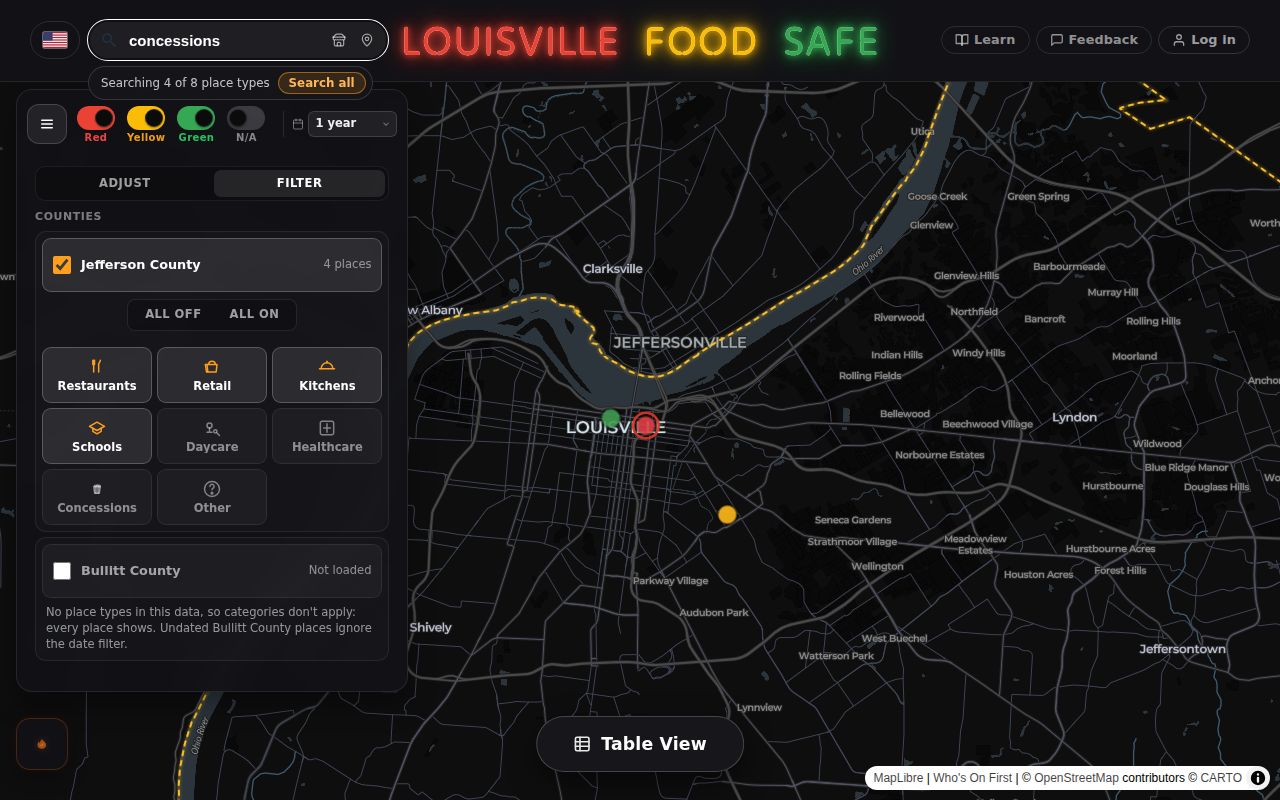 concessions
LOUISVILLE FOOD SAFE
Learn
Feedback
Log In
Searching 4 of 8 place types
Search all
Red
Yellow
Green
N/A
1 year
ADJUST
FILTER
COUNTIES
Jefferson County
4 places
ALL OFF
ALL ON
Restaurants
Retail
Kitchens
Schools
Daycare
Healthcare
Concessions
Other
Bullitt County
Not loaded
No place types in this data, so categories don't apply:
every place shows. Undated Bullitt County places ignore
the date filter.
Utica
Goose Creek
Green Spring
Glenview
Ohio River
Clarksville
Glenview Hills
Barbourmeade
Murray Hill
w Albany
Riverwood
Northfield
Bancroft
Rolling Hills
JEFFERSONVILLE
Indian Hills
Windy Hills
Moorland
Rolling Fields
Bellewood
Beechwood Village
Lyndon
LOUISVILLE
Wildwood
Norbourne Estates
Blue Ridge Manor
Hurstbourne
Douglass Hills
Seneca Gardens
Strathmoor Village
Meadowview
Estates
Hurstbourne Acres
Wellington
Houston Acres
Forest Hills
Parkway Village
Audubon Park
Shively
West Buechel
Watterson Park
Jeffersontown
Lynnview
Ohio River
Table View
MapLibre | Who's On First | © OpenStreetMap contributors © CARTO